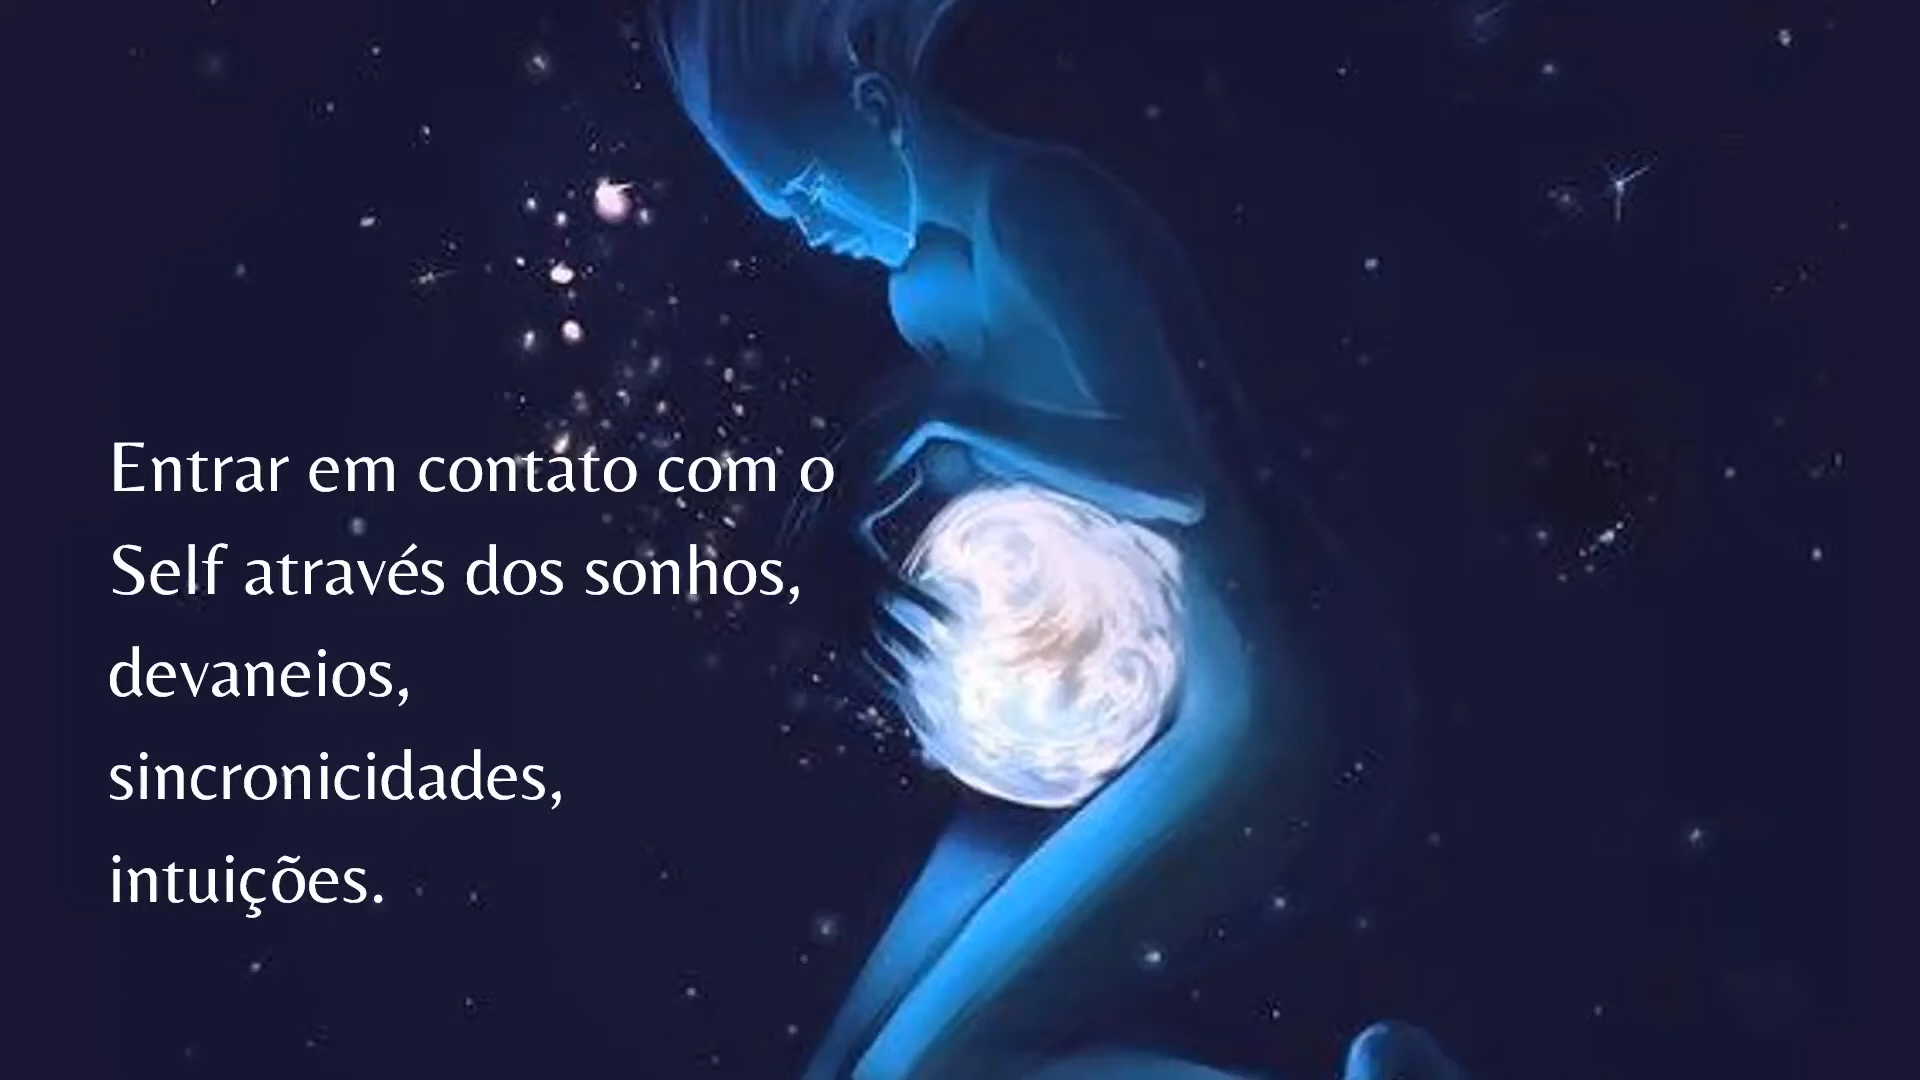 Entrar em contato com o
Self através dos sonhos,
devaneios,
sincronicidades,
intuições.